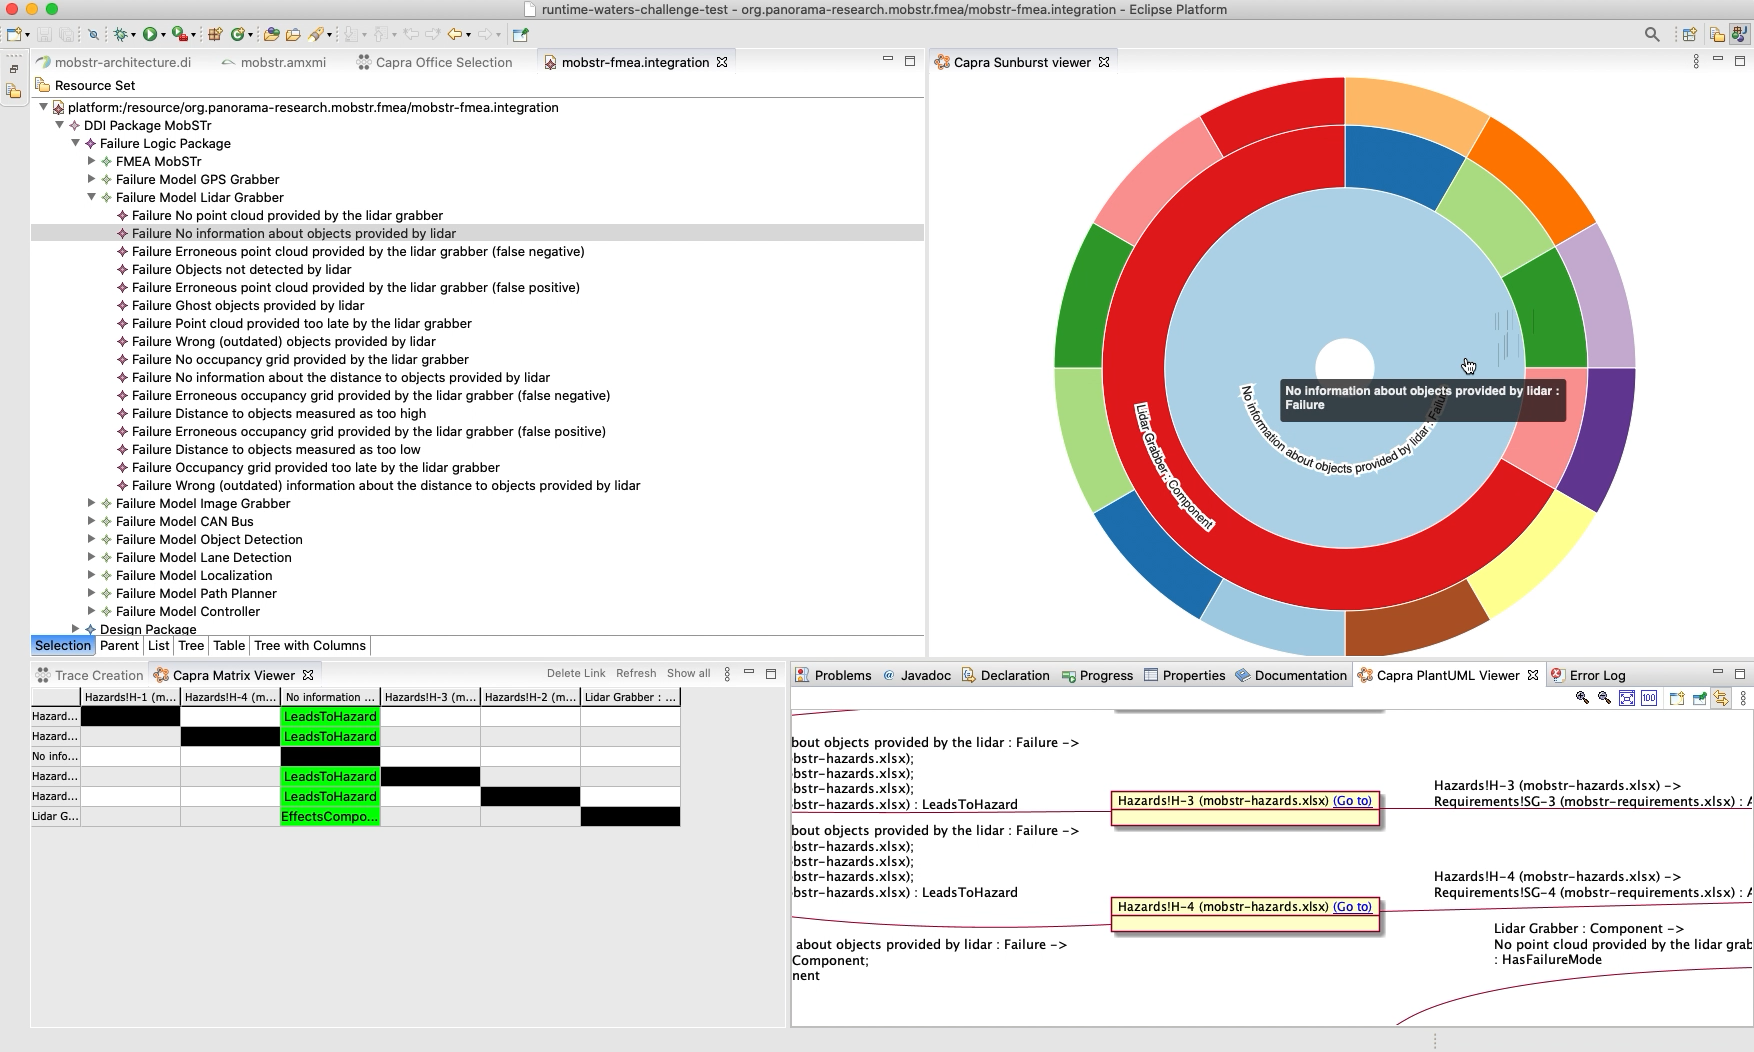 runtime-waters-challenge-test - org.panorama-research.mobstr.fmea/mobstr-fmea.integration - Eclipse Platform
mobstr-architecture.di
mobstr.amxmi
Capra Office Selection
mobstr-fmea.integration
Resource Set
platform:/resource/org.panorama-research.mobstr.fmea/mobstr-fmea.integration
DDI Package MobSTr
Failure Logic Package
FMEA MobSTr
Failure Model GPS Grabber
Failure Model Lidar Grabber
Failure No point cloud provided by the lidar grabber
Failure No information about objects provided by lidar
Failure Erroneous point cloud provided by the lidar grabber (false negative)
Failure Objects not detected by lidar
Failure Erroneous point cloud provided by the lidar grabber (false positive)
Failure Ghost objects provided by lidar
Failure Point cloud provided too late by the lidar grabber
Failure Wrong (outdated) objects provided by lidar
Failure No occupancy grid provided by the lidar grabber
Failure No information about the distance to objects provided by lidar
Failure Erroneous occupancy grid provided by the lidar grabber (false negative)
Failure Distance to objects measured as too high
Failure Erroneous occupancy grid provided by the lidar grabber (false positive)
Failure Distance to objects measured as too low
Failure Occupancy grid provided too late by the lidar grabber
Failure Wrong (outdated) information about the distance to objects provided by lidar
Failure Model Image Grabber
Failure Model CAN Bus
Failure Model Object Detection
Failure Model Lane Detection
Failure Model Localization
Failure Model Path Planner
Failure Model Controller
Design Package
Selection Parent List Tree Table Tree with Columns
Capra Sunburst viewer
No information about objects provided by lidar :
Failure
No information about objects provided by lidar : Failure
Lidar Grabber : Component
Trace Creation
Capra Matrix Viewer
Delete Link Refresh Show all
Hazards!H-1 (m... Hazards!H-4 (m... No information ... Hazards!H-3 (m... Hazards!H-2 (m... Lidar Grabber : ...
Hazard... LeadsToHazard
Hazard... LeadsToHazard
No info...
Hazard... LeadsToHazard
Hazard... LeadsToHazard
Lidar G... EffectsCompo...
Problems Javadoc Declaration Progress Properties Documentation Capra PlantUML Viewer Error Log
100
bout objects provided by the lidar : Failure ->
bstr-hazards.xlsx);
bstr-hazards.xlsx);
bstr-hazards.xlsx);
bstr-hazards.xlsx) : LeadsToHazard
Hazards!H-3 (mobstr-hazards.xlsx) (Go to)
Hazards!H-3 (mobstr-hazards.xlsx) ->
Requirements!SG-3 (mobstr-requirements.xlsx) : A
bout objects provided by the lidar : Failure ->
bstr-hazards.xlsx);
bstr-hazards.xlsx);
bstr-hazards.xlsx);
bstr-hazards.xlsx) : LeadsToHazard
Hazards!H-4 (mobstr-hazards.xlsx) (Go to)
Hazards!H-4 (mobstr-hazards.xlsx) ->
Requirements!SG-4 (mobstr-requirements.xlsx) : A
about objects provided by lidar : Failure ->
Component;
nent
Lidar Grabber : Component ->
No point cloud provided by the lidar grab
: HasFailureMode